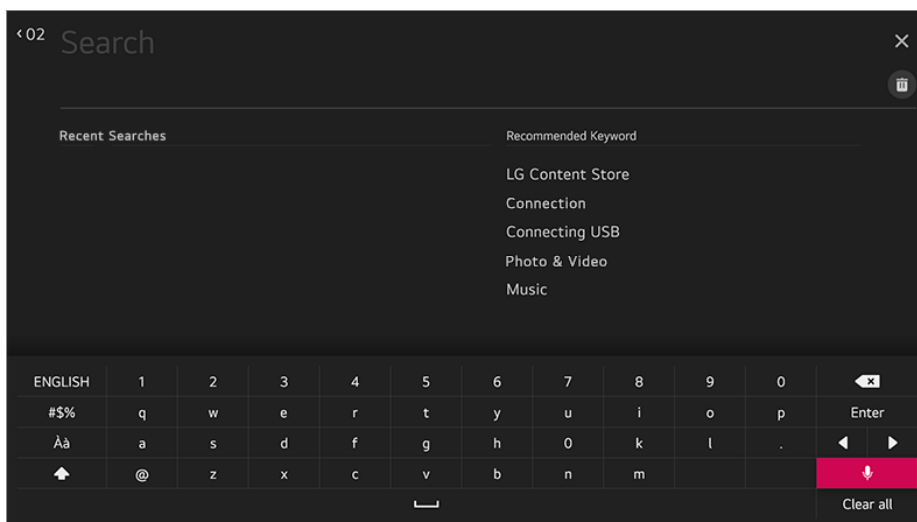 ‹ 02
Search
Recent Searches
Recommended Keyword
LG Content Store
Connection
Connecting USB
Photo & Video
Music
ENGLISH 1 2 3 4 5 6 7 8 9 0
#$% q w e r t y u i o p Enter
Àà a s d f g h 0 k l .
@ z x c v b n m
Clear all